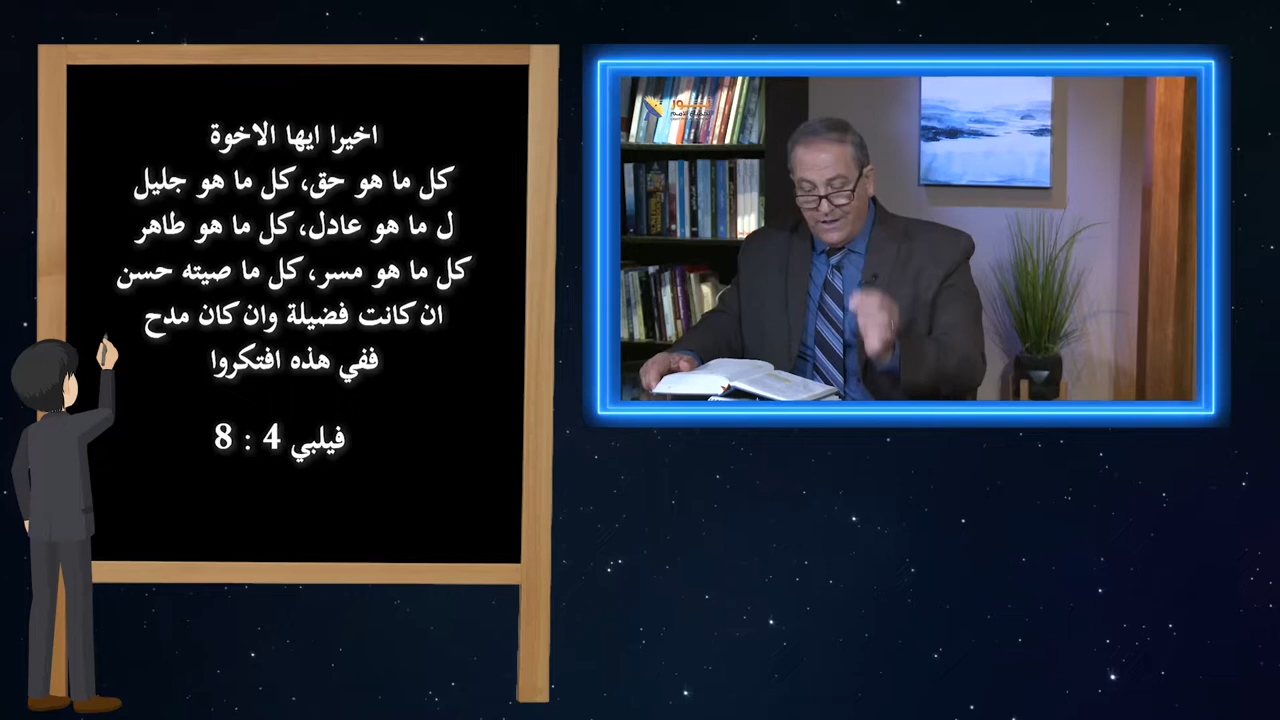 اخيرا ايها الاخوة
كل ما هو حق، كل ما هو جليل
ل ما هو عادل، كل ما هو طاهر
كل ما هو مسر، كل ما صيته حسن
ان كانت فضيلة وان كان مدح
ففي هذه افتكروا
فيلبي 4 : 8